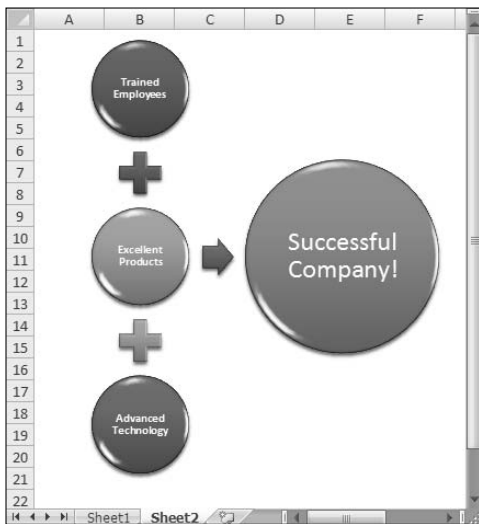 A B C D E F
1
2
3
4
5
6
7
8
9
10
11
12
13
14
15
16
17
18
19
20
21
22
Trained
Employees
Excellent
Products
Successful
Company!
Advanced
Technology
Sheet1 Sheet2